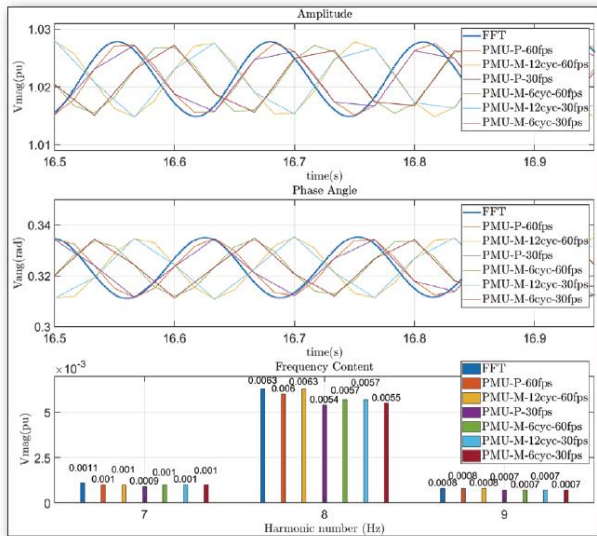 Amplitude
1.03
1.02
1.01
Vmag(pu)
FFT
PMU-P-60fps
PMU-M-12cyc-60fps
PMU-P-30fps
PMU-M-6cyc-60fps
PMU-M-12cyc-30fps
PMU-M-6cyc-30fps
16.5 16.6 16.7 16.8 16.9
time(s)
Phase Angle
0.34
0.32
0.3
Vang(rad)
FFT
PMU-P-60fps
PMU-M-12cyc-60fps
PMU-P-30fps
PMU-M-6cyc-60fps
PMU-M-12cyc-30fps
PMU-M-6cyc-30fps
16.5 16.6 16.7 16.8 16.9
time(s)
Frequency Content
×10⁻³
5
2.5
0
Vmag(pu)
0.0011 0.001 0.001 0.0009 0.001 0.001 0.001
0.0063 0.006 0.0063 0.0054 0.0057 0.0057 0.0055
0.0008 0.0008 0.0008 0.0007 0.0007 0.0007 0.0007
FFT
PMU-P-60fps
PMU-M-12cyc-60fps
PMU-P-30fps
PMU-M-6cyc-60fps
PMU-M-12cyc-30fps
PMU-M-6cyc-30fps
7 8 9
Harmonic number (Hz)